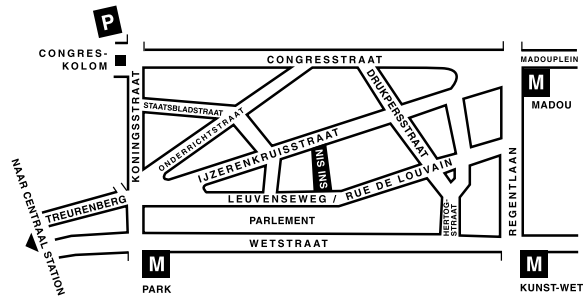 P
CONGRES-
KOLOM
CONGRESSTRAAT
MADOUPLEIN
M
MADOU
KONINGSSTRAAT
STAATSBLADSTRAAT
ONDERRICHTSTRAAT
DRUKPERSSTRAAT
IJZERENKRUISSTRAAT
NIS INS
REGENTLAAN
NAAR CENTRAAL STATION
TREURENBERG
LEUVENSEWEG / RUE DE LOUVAIN
HERTOG-
STRAAT
PARLEMENT
WETSTRAAT
M
PARK
M
KUNST-WET